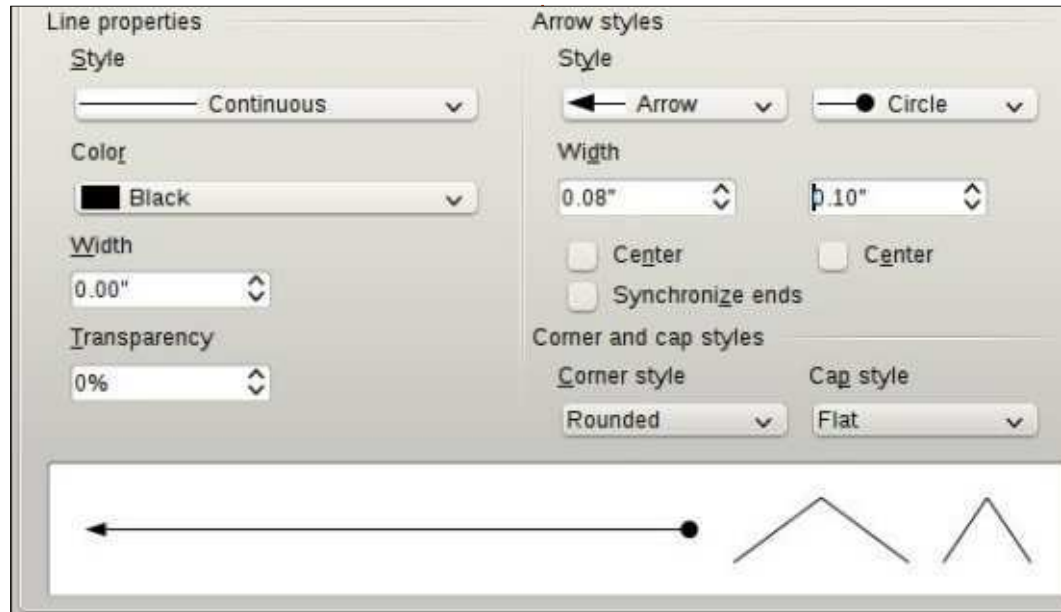 Line properties
Style
Continuous
Color
Black
Width
0.00"
Transparency
0%
Arrow styles
Style
Arrow
Circle
Width
0.08"
0.10"
Center
Center
Synchronize ends
Corner and cap styles
Corner style
Cap style
Rounded
Flat